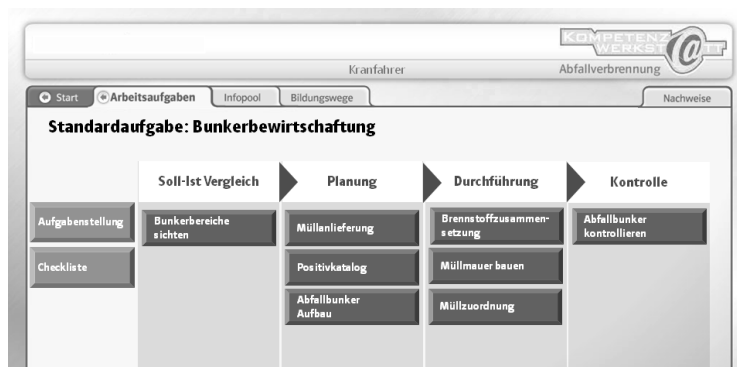 KOMPETENZ
WERKST@TT
Kranfahrer
Abfallverbrennung
Start
Arbeitsaufgaben
Infopool
Bildungswege
Nachweise
Standardaufgabe: Bunkerbewirtschaftung
Soll-Ist Vergleich
Planung
Durchführung
Kontrolle
Aufgabenstellung
Bunkerbereiche
sichten
Müllanlieferung
Brennstoffzusammen-
setzung
Abfallbunker
kontrollieren
Checkliste
Positivkatalog
Müllmauer bauen
Abfallbunker
Aufbau
Müllzuordnung